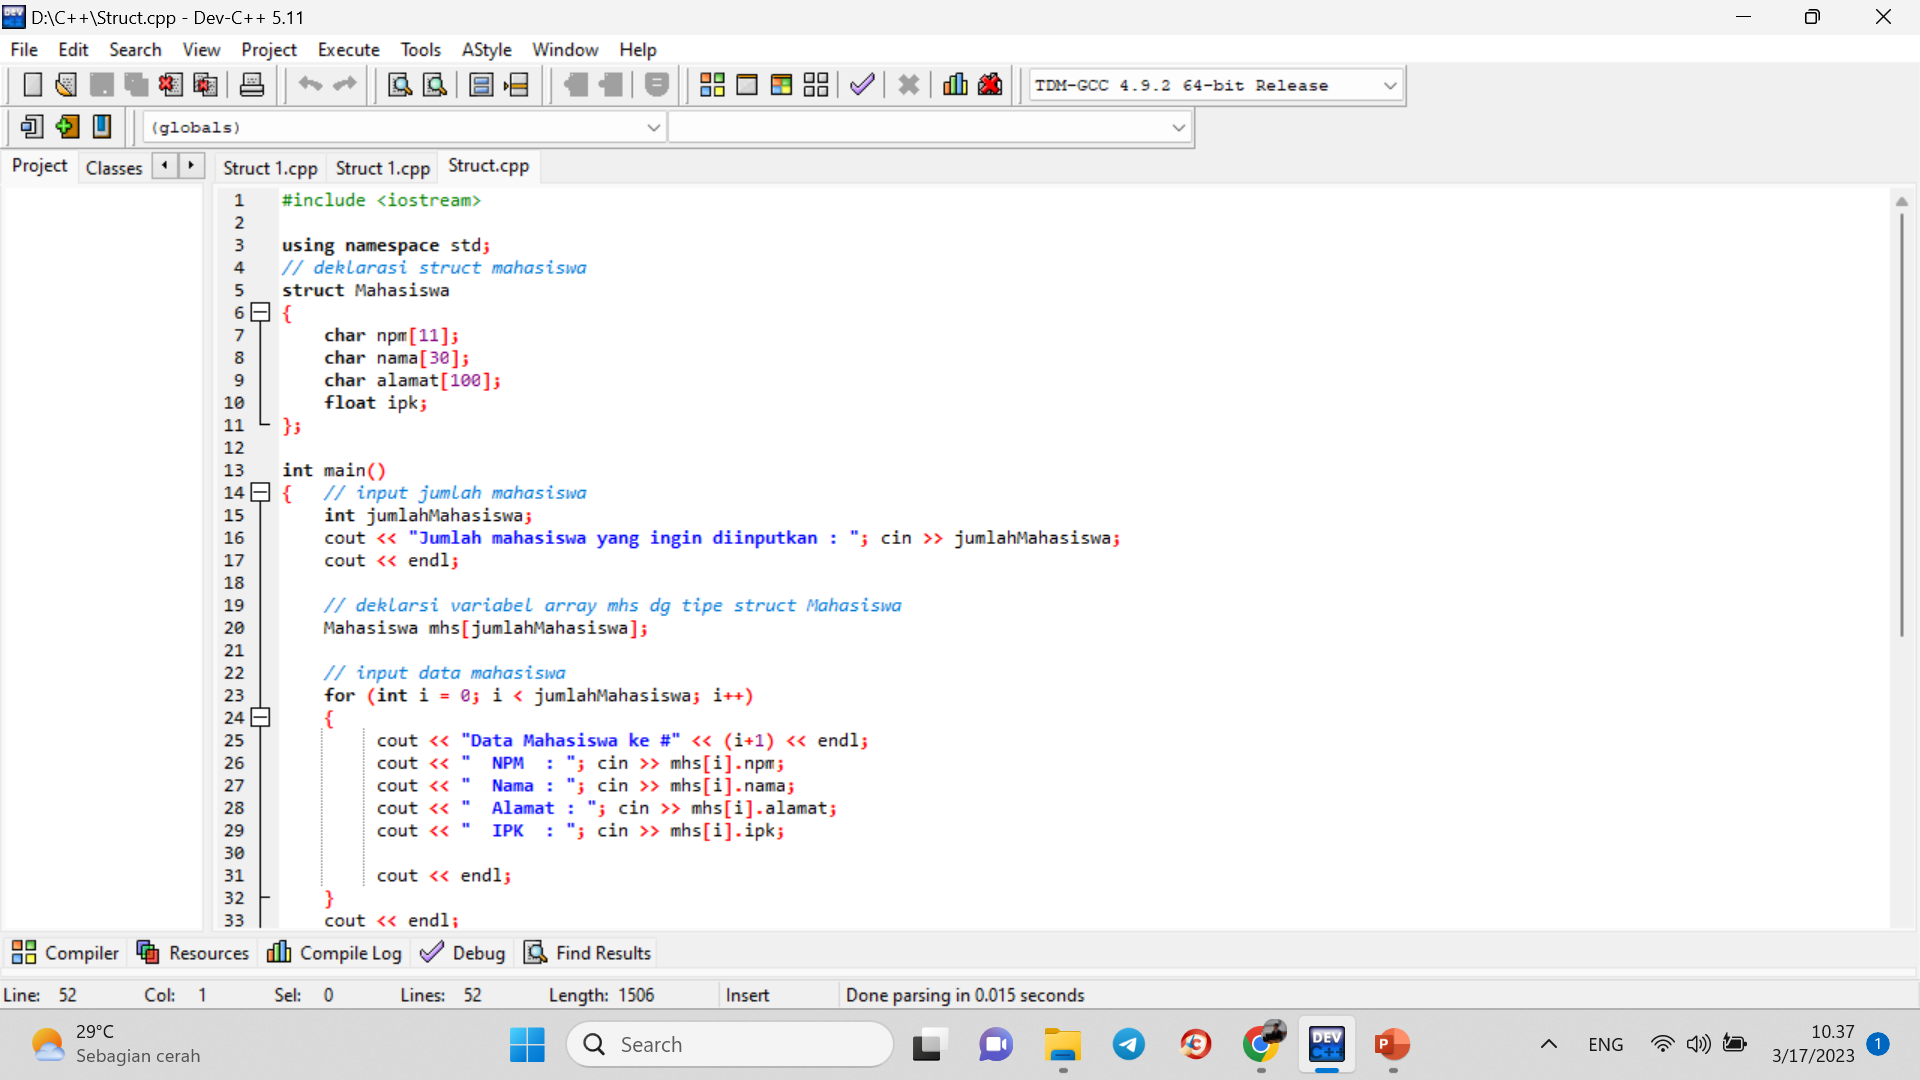 D:\C++\Struct.cpp - Dev-C++ 5.11
File Edit Search View Project Execute Tools AStyle Window Help
TDM-GCC 4.9.2 64-bit Release
(globals)
Project Classes Struct 1.cpp Struct 1.cpp Struct.cpp
1 #include <iostream>
2
3 using namespace std;
4 // deklarasi struct mahasiswa
5 struct Mahasiswa
6 {
7 char npm[11];
8 char nama[30];
9 char alamat[100];
10 float ipk;
11 };
12
13 int main()
14 { // input jumlah mahasiswa
15 int jumlahMahasiswa;
16 cout << "Jumlah mahasiswa yang ingin diinputkan : "; cin >> jumlahMahasiswa;
17 cout << endl;
18
19 // deklarsi variabel array mhs dg tipe struct Mahasiswa
20 Mahasiswa mhs[jumlahMahasiswa];
21
22 // input data mahasiswa
23 for (int i = 0; i < jumlahMahasiswa; i++)
24 {
25 cout << "Data Mahasiswa ke #" << (i+1) << endl;
26 cout << "  NPM  : "; cin >> mhs[i].npm;
27 cout << "  Nama : "; cin >> mhs[i].nama;
28 cout << "  Alamat : "; cin >> mhs[i].alamat;
29 cout << "  IPK  : "; cin >> mhs[i].ipk;
30
31 cout << endl;
32 }
33 cout << endl;
Compiler Resources Compile Log Debug Find Results
Line: 52 Col: 1 Sel: 0 Lines: 52 Length: 1506 Insert Done parsing in 0.015 seconds
29°C
Sebagian cerah
Search
DEV C++
P
ENG
10.37
3/17/2023
1